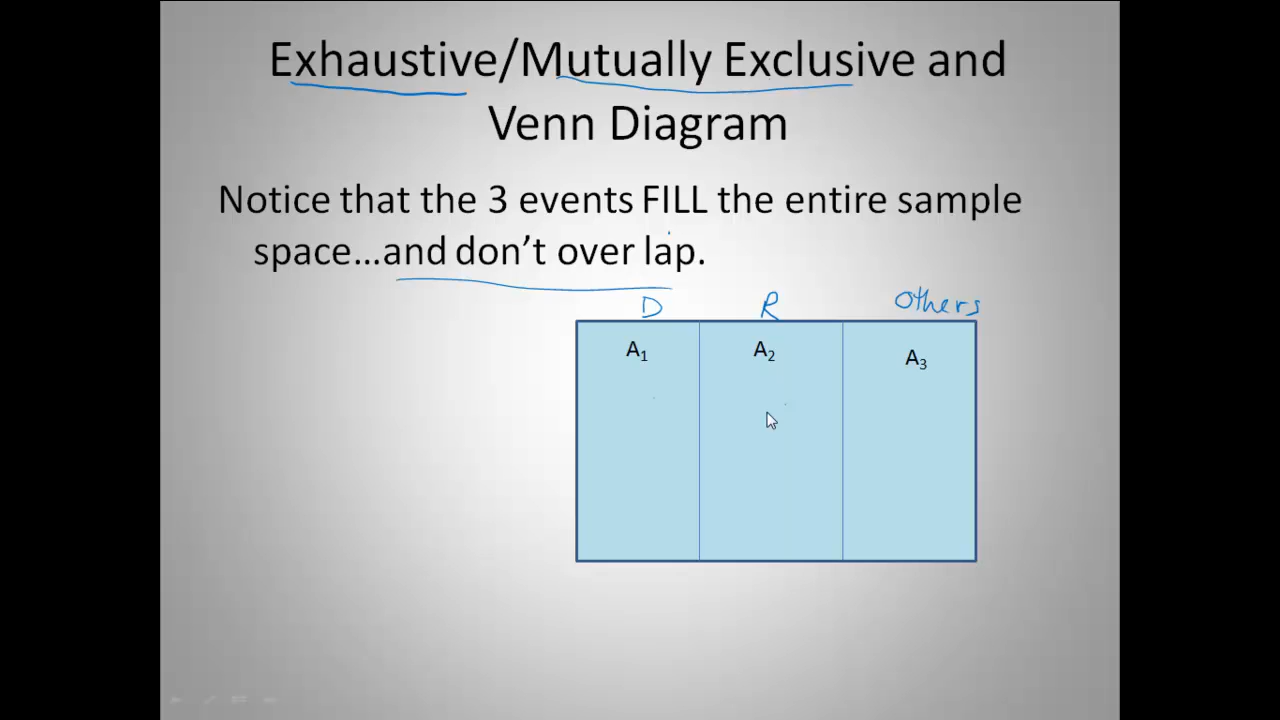 Exhaustive/Mutually Exclusive and
Venn Diagram
Notice that the 3 events FILL the entire sample
space…and don’t over lap.
D R Others
A₁ A₂ A₃